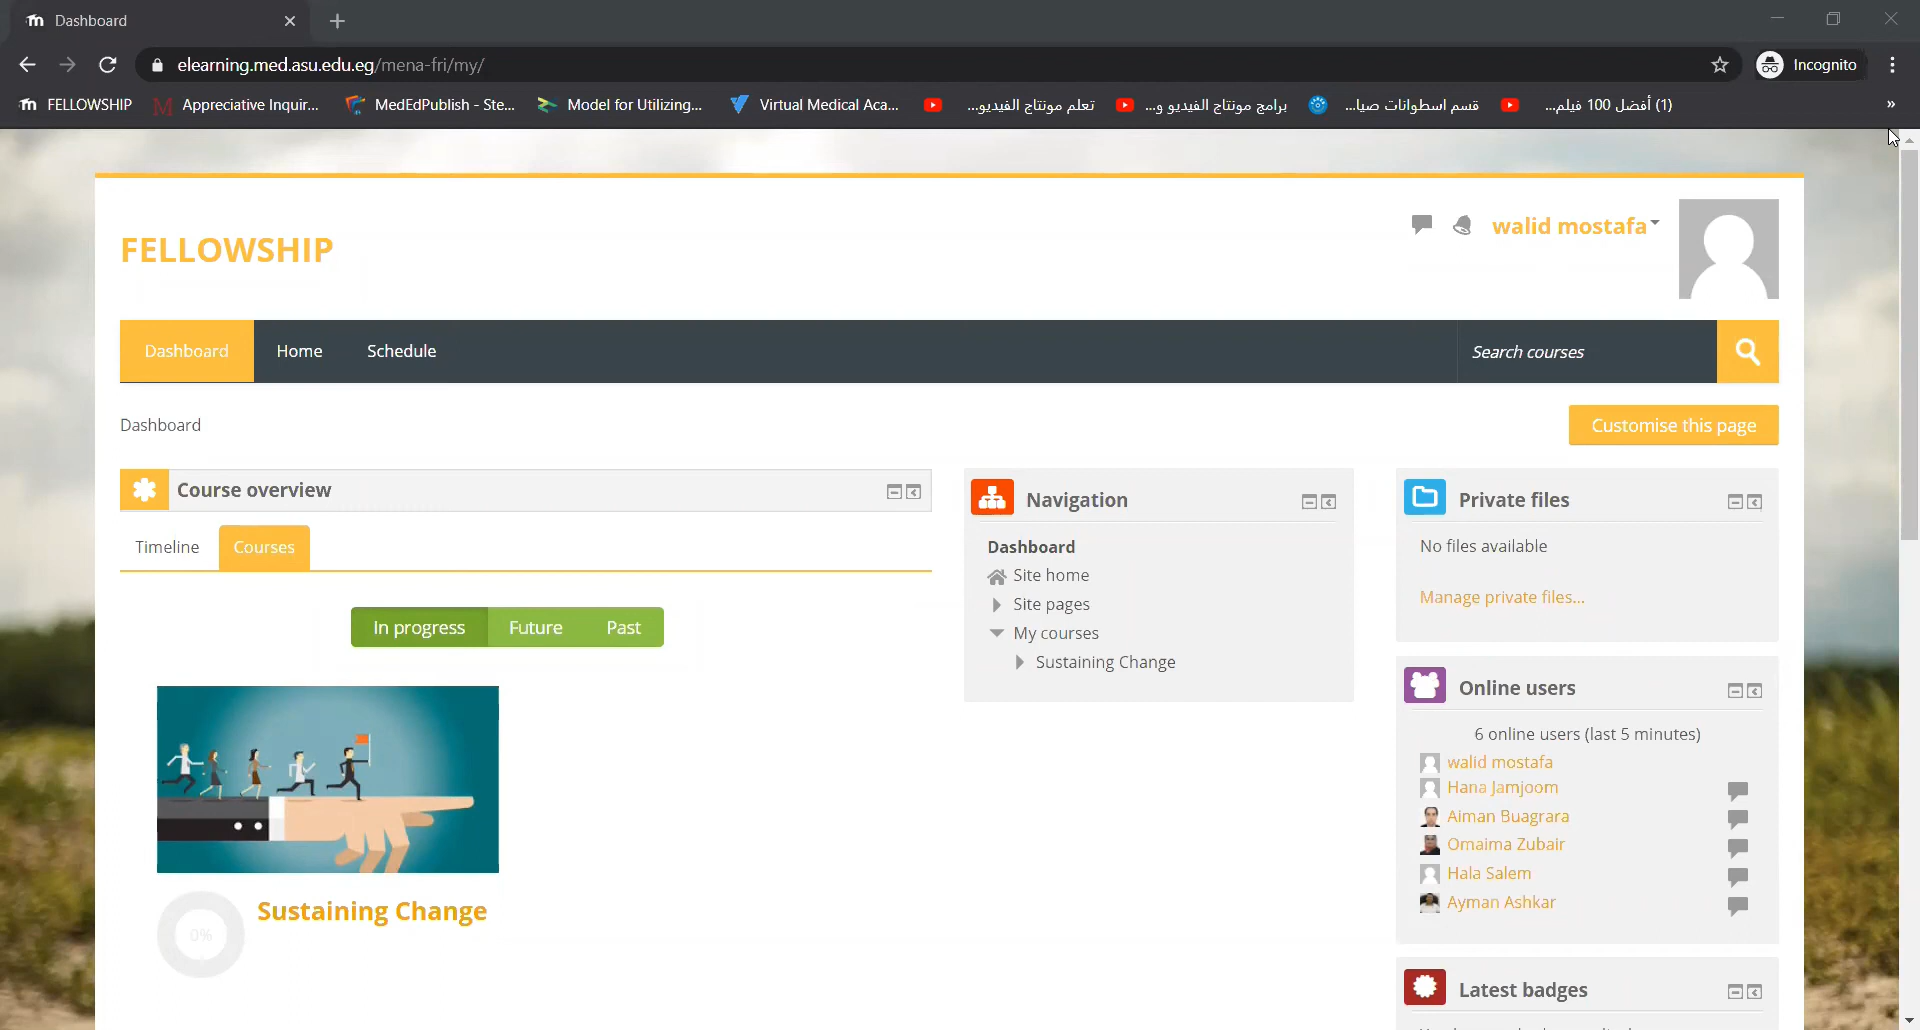 Dashboard
elearning.med.asu.edu.eg/mena-fri/my/
Incognito
FELLOWSHIP
Appreciative Inquir...
MedEdPublish - Ste...
Model for Utilizing...
Virtual Medical Aca...
تعلم مونتاج الفيديو...
برامج مونتاج الفيديو و...
قسم اسطوانات صيا...
(1) أفضل 100 فيلم...
FELLOWSHIP
walid mostafa
Dashboard
Home
Schedule
Search courses
Dashboard
Customise this page
Course overview
Timeline
Courses
In progress
Future
Past
0%
Sustaining Change
Navigation
Dashboard
Site home
Site pages
My courses
Sustaining Change
Private files
No files available
Manage private files...
Online users
6 online users (last 5 minutes)
walid mostafa
Hana Jamjoom
Aiman Buagrara
Omaima Zubair
Hala Salem
Ayman Ashkar
Latest badges